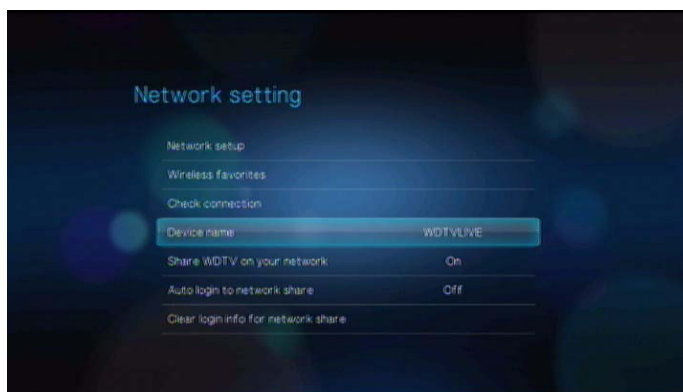 Network setting
Network setup
Wireless favorites
Check connection
Device name WDTVLIVE
Share WDTV on your network On
Auto login to network share Off
Clear login info for network share